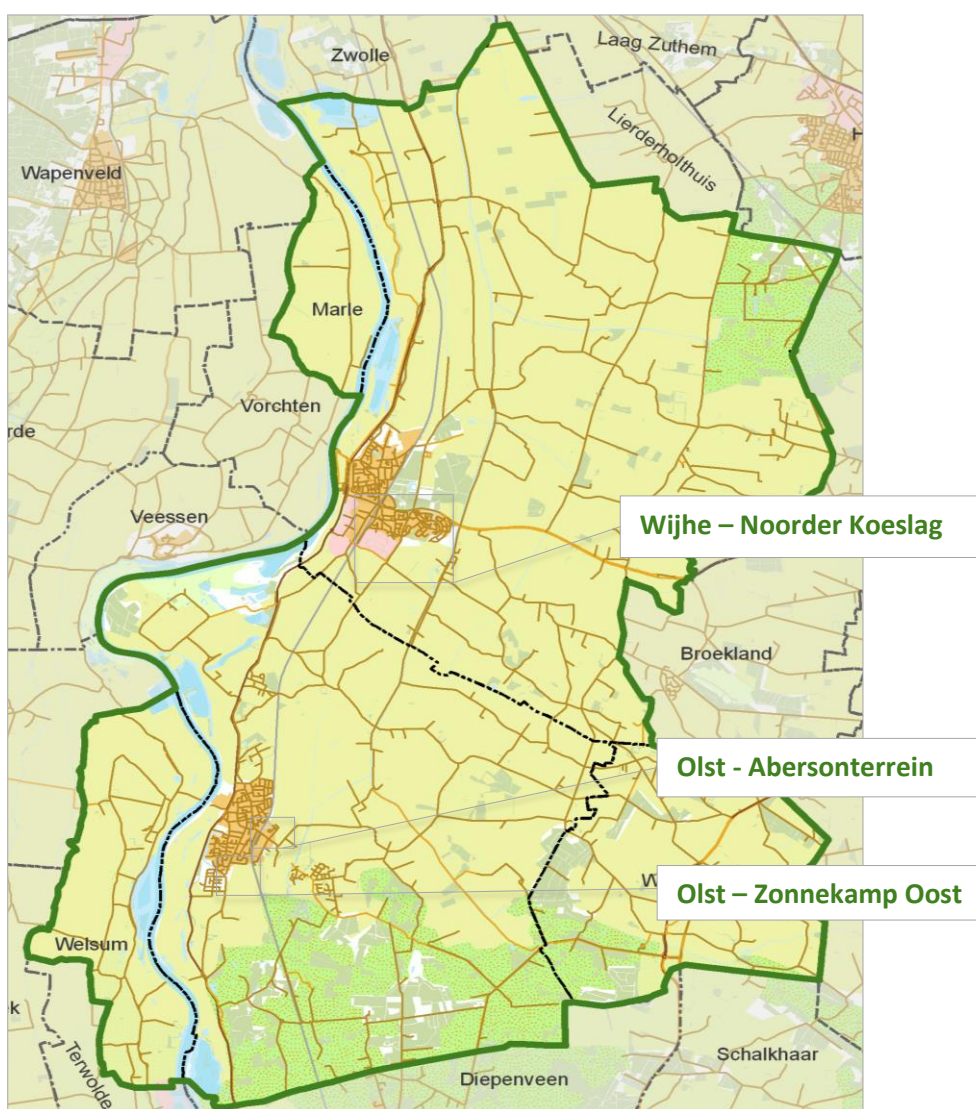 Zwolle
Laag Zuthem
Lierderholthuis
Wapenveld
Marle
Vorchten
rde
Veessen
Wijhe – Noorder Koeslag
Broekland
Olst - Abersonterrein
W
Olst – Zonnekamp Oost
Welsum
k
Terwolde
Schalkhaar
Diepenveen